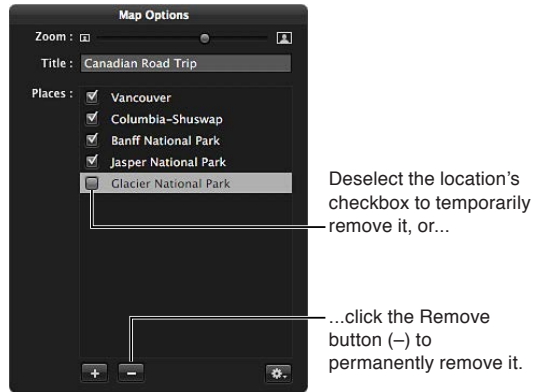 Map Options
Zoom :
Title : Canadian Road Trip
Places : Vancouver
Columbia-Shuswap
Banff National Park
Jasper National Park
Glacier National Park
Deselect the location's
checkbox to temporarily
remove it, or...
...click the Remove
button (–) to
permanently remove it.